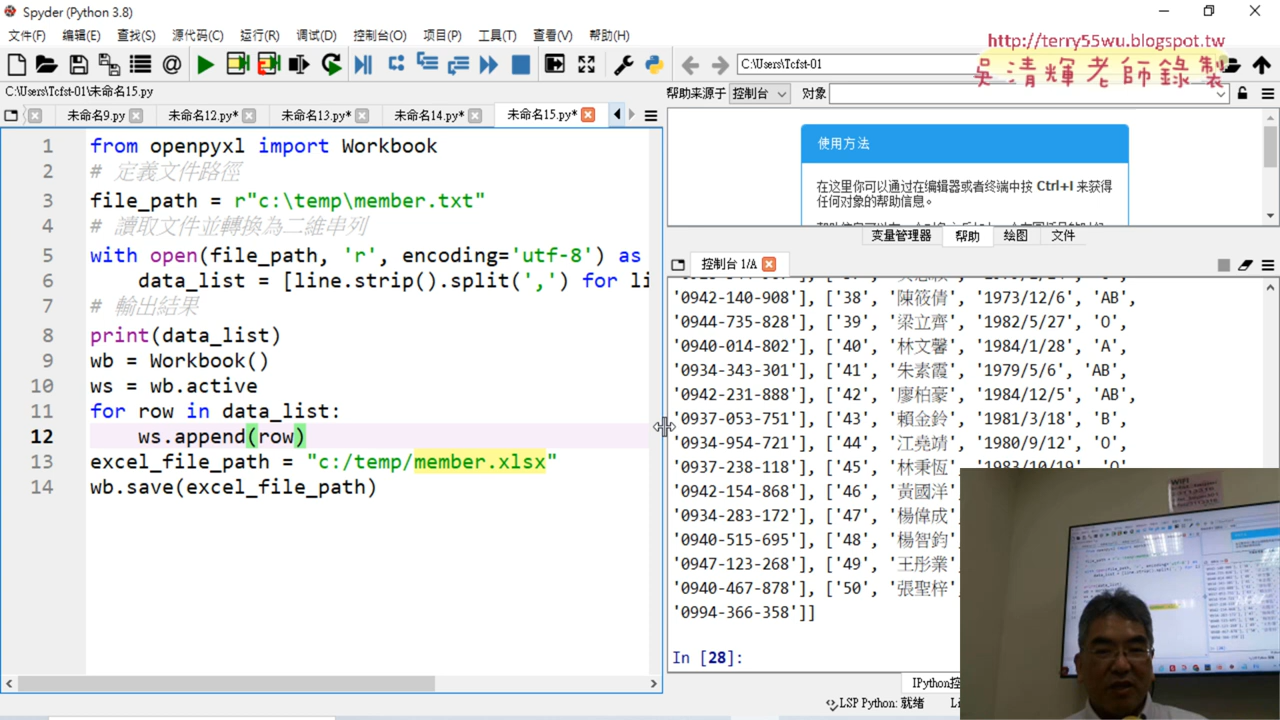 Spyder (Python 3.8)
文件(F) 编辑(E) 查找(S) 源代码(C) 运行(R) 调试(D) 控制台(O) 项目(P) 工具(T) 查看(V) 帮助(H)
http://terry55wu.blogspot.tw
吳清輝老師錄製
C:\Users\Tcfst-01
C:\Users\Tcfst-01\未命名15.py
帮助来源于 控制台 对象
未命名9.py 未命名12.py* 未命名13.py* 未命名14.py* 未命名15.py*
1 from openpyxl import Workbook
2 # 定義文件路徑
3 file_path = r"c:\temp\member.txt"
4 # 讀取文件並轉換為二維串列
5 with open(file_path, 'r', encoding='utf-8') as
6 data_list = [line.strip().split(',') for li
7 # 輸出結果
8 print(data_list)
9 wb = Workbook()
10 ws = wb.active
11 for row in data_list:
12 ws.append(row)
13 excel_file_path = "c:/temp/member.xlsx"
14 wb.save(excel_file_path)
使用方法
在这里你可以通过在编辑器或者终端中按 Ctrl+I 来获得
任何对象的帮助信息。
变量管理器 帮助 绘图 文件
控制台 1/A
'0942-140-908'], ['38', '陳筱倩', '1973/12/6', 'AB',
'0944-735-828'], ['39', '梁立齊', '1982/5/27', 'O',
'0940-014-802'], ['40', '林文馨', '1984/1/28', 'A',
'0934-343-301'], ['41', '朱素霞', '1979/5/6', 'AB',
'0942-231-888'], ['42', '廖柏豪', '1984/12/5', 'AB',
'0937-053-751'], ['43', '賴金鈴', '1981/3/18', 'B',
'0934-954-721'], ['44', '江堯靖', '1980/9/12', 'O',
'0937-238-118'], ['45', '林秉恆', '1983/10/19', 'O',
'0942-154-868'], ['46', '黃國洋',
'0934-283-172'], ['47', '楊偉成',
'0940-515-695'], ['48', '楊智鈞',
'0947-123-268'], ['49', '王彤業',
'0940-467-878'], ['50', '張聖梓',
'0994-366-358']]
In [28]:
IPython控
LSP Python: 就绪
WIFI